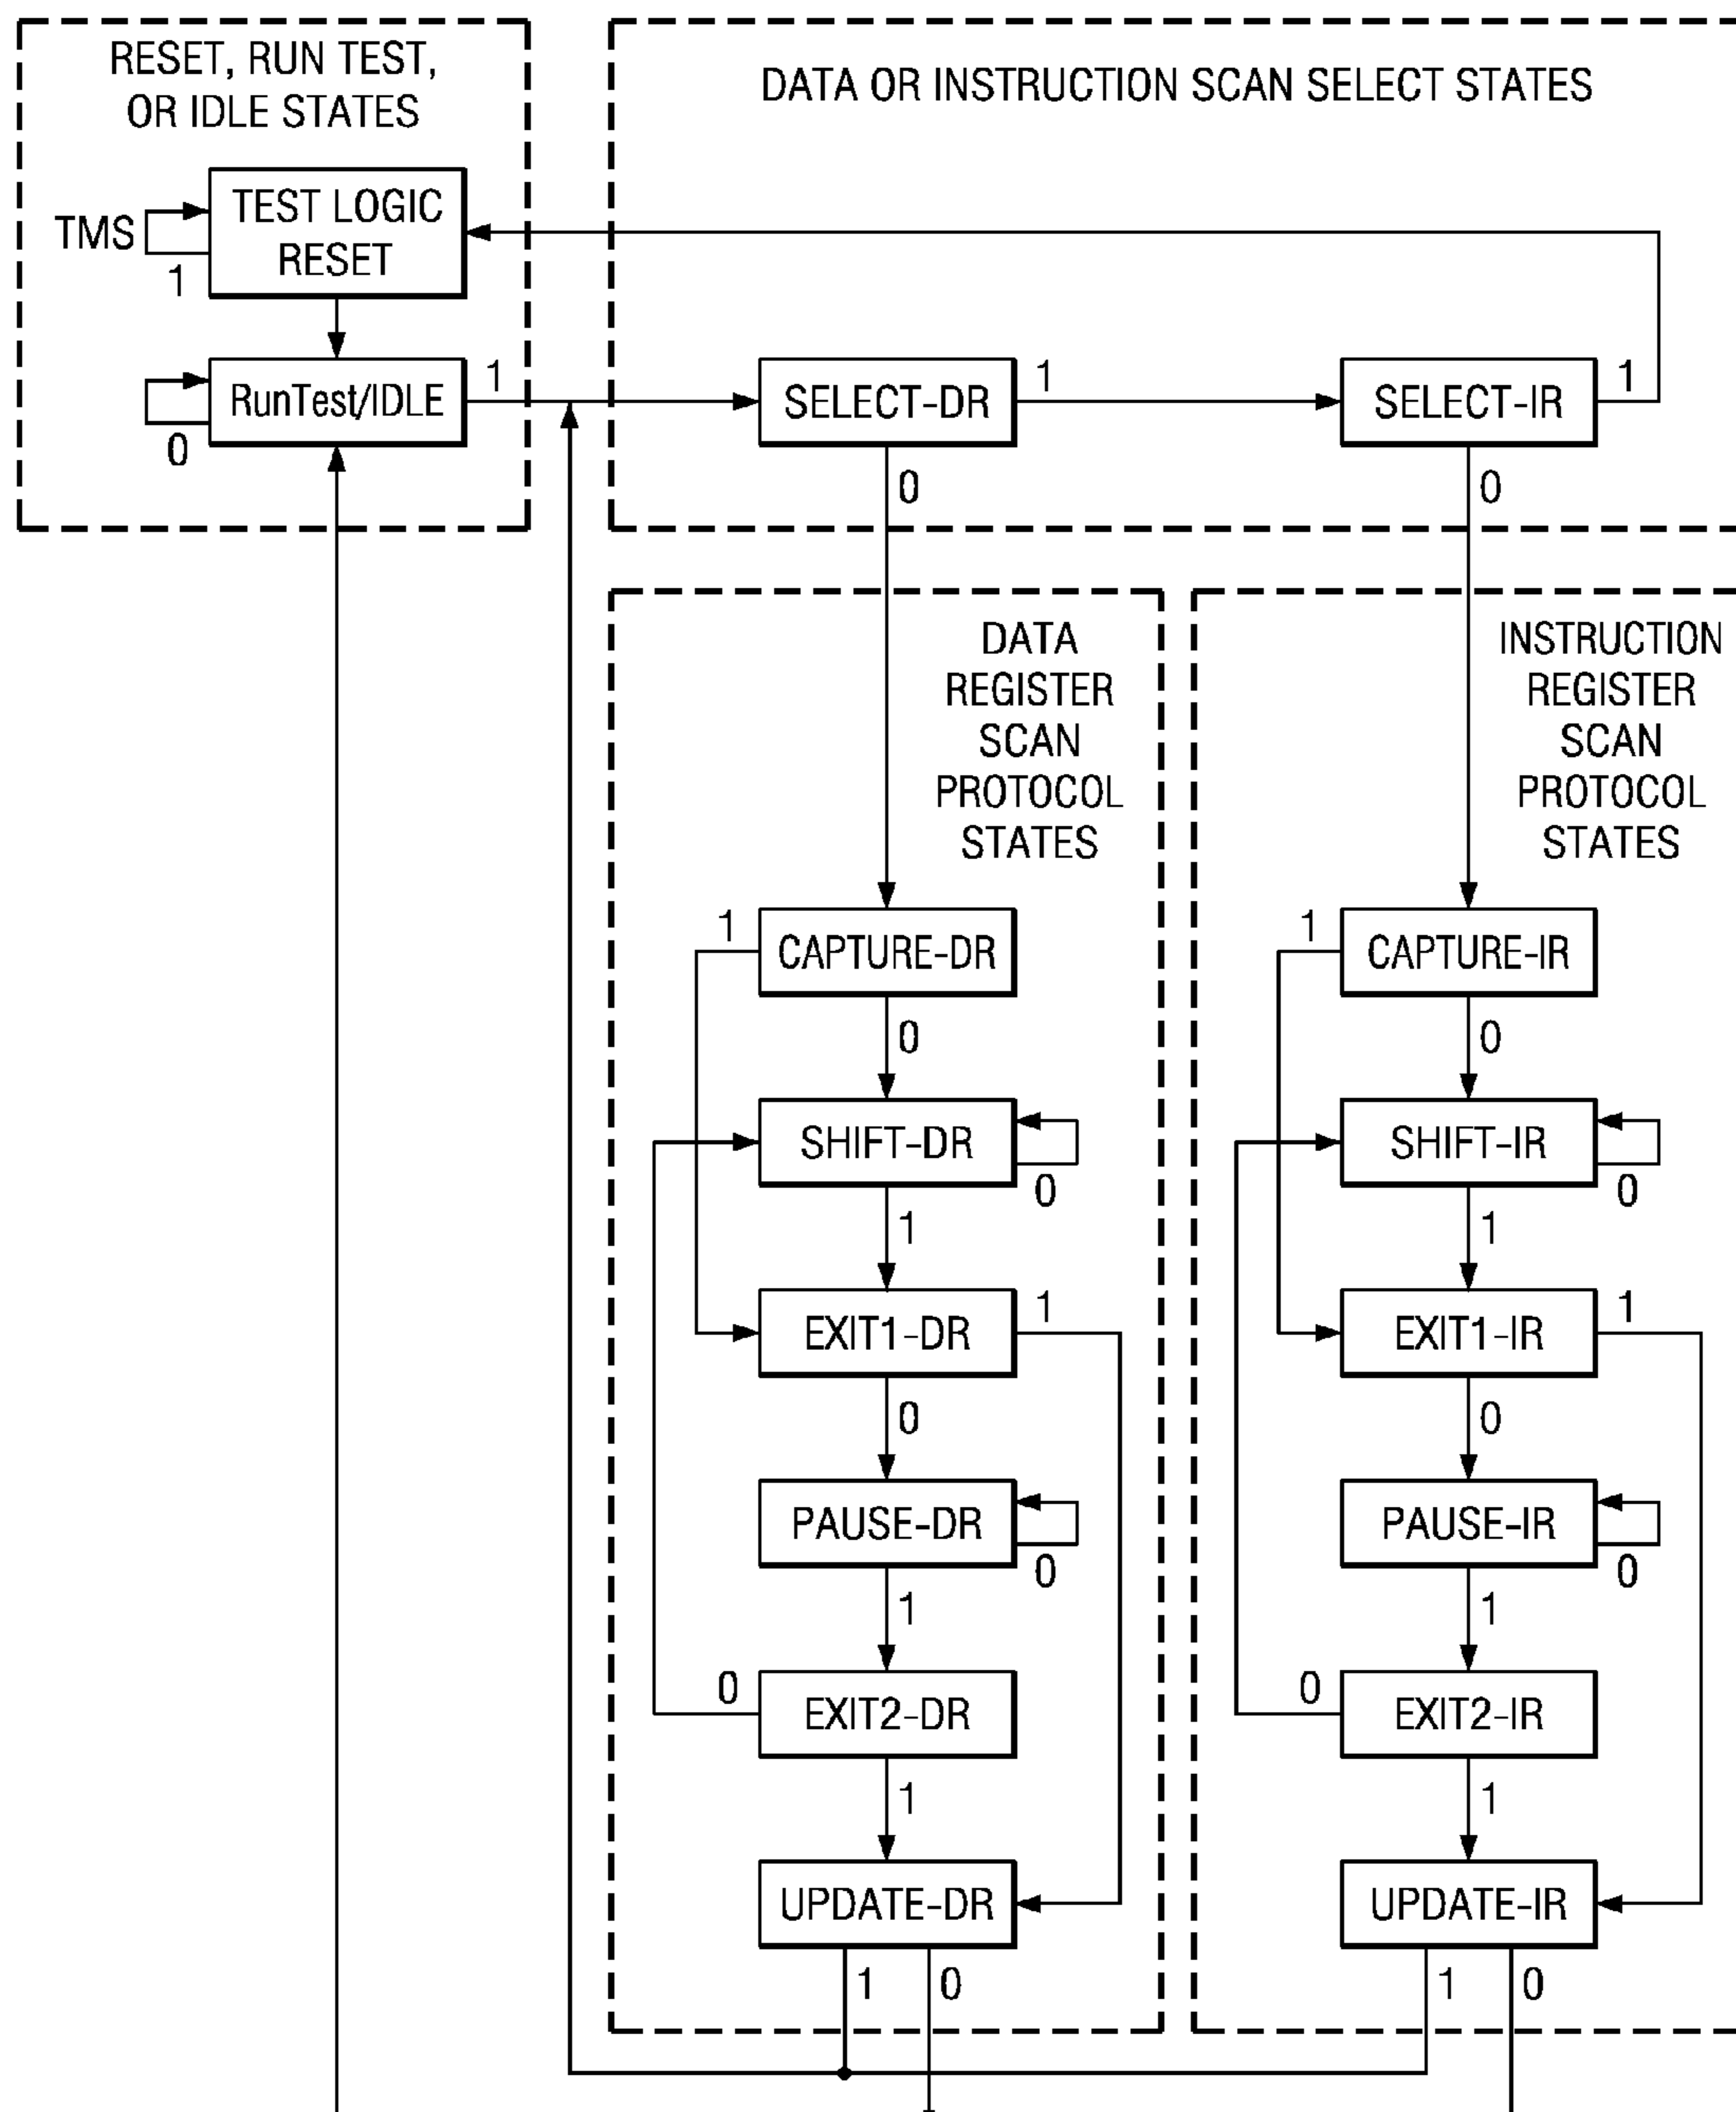 RESET, RUN TEST,
OR IDLE STATES
DATA OR INSTRUCTION SCAN SELECT STATES
TEST LOGIC
RESET
TMS
1
RunTest/IDLE
1
0
SELECT-DR
1
0
SELECT-IR
1
0
DATA
REGISTER
SCAN
PROTOCOL
STATES
1
CAPTURE-DR
0
SHIFT-DR
0
1
EXIT1-DR
1
0
PAUSE-DR
0
1
0
EXIT2-DR
1
UPDATE-DR
1
0
INSTRUCTION
REGISTER
SCAN
PROTOCOL
STATES
1
CAPTURE-IR
0
SHIFT-IR
0
1
EXIT1-IR
1
0
PAUSE-IR
0
1
0
EXIT2-IR
1
UPDATE-IR
1
0